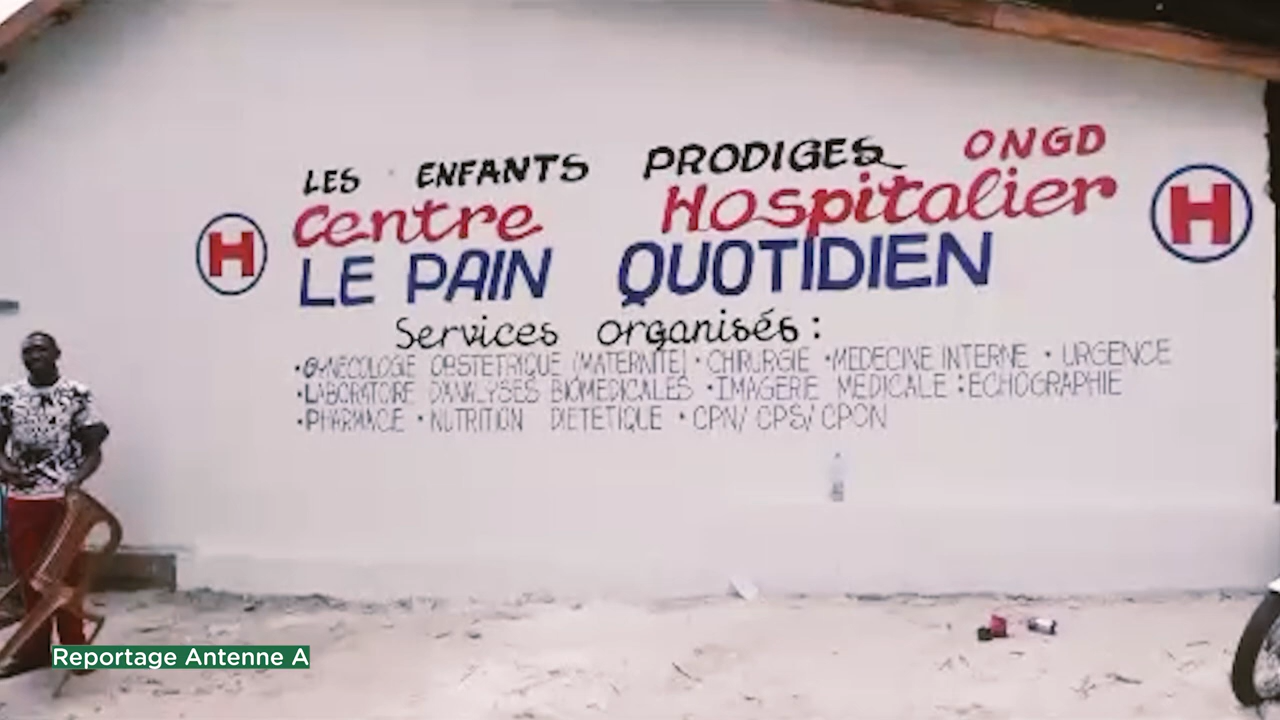 LES ENFANTS PRODIGES ONGD
Centre Hospitalier
H
H
LE PAIN QUOTIDIEN
Services organisés :
•GYNECOLOGIE OBSTETRIQUE (MATERNITE) • CHIRURGIE •MEDECINE INTERNE • URGENCE
•LABORATOIRE D'ANALYSES BIOMEDICALES •IMAGERIE MEDICALE : ECHOGRAPHIE
•PHARMACIE • NUTRITION DIETETIQUE • CPN/ CPS/ CPON
Reportage Antenne A